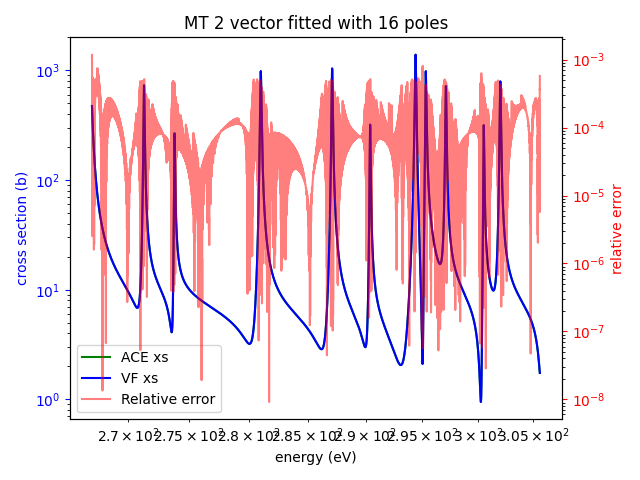 MT 2 vector fitted with 16 poles
10³
10²
10¹
10⁰
cross section (b)
10⁻³
10⁻⁴
10⁻⁵
10⁻⁶
10⁻⁷
10⁻⁸
relative error
ACE xs
VF xs
Relative error
2.7 × 10² 2.75 × 10² 2.8 × 10² 2.85 × 10² 2.9 × 10² 2.95 × 10² 3 × 10² 3.05 × 10²
energy (eV)